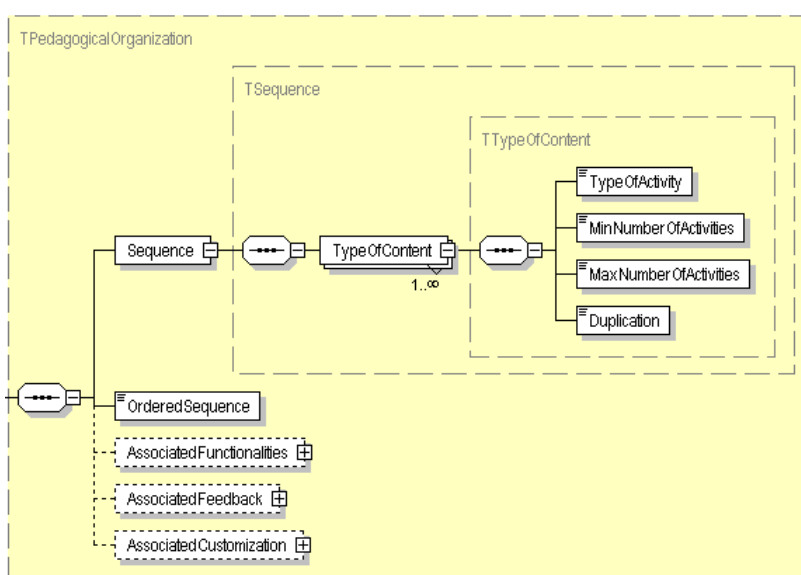 TPedagogicalOrganization
TSequence
TTypeOfContent
TypeOfActivity
MinNumberOfActivities
Sequence
TypeOfContent
MaxNumberOfActivities
1..∞
Duplication
OrderedSequence
AssociatedFunctionalities
AssociatedFeedback
AssociatedCustomization